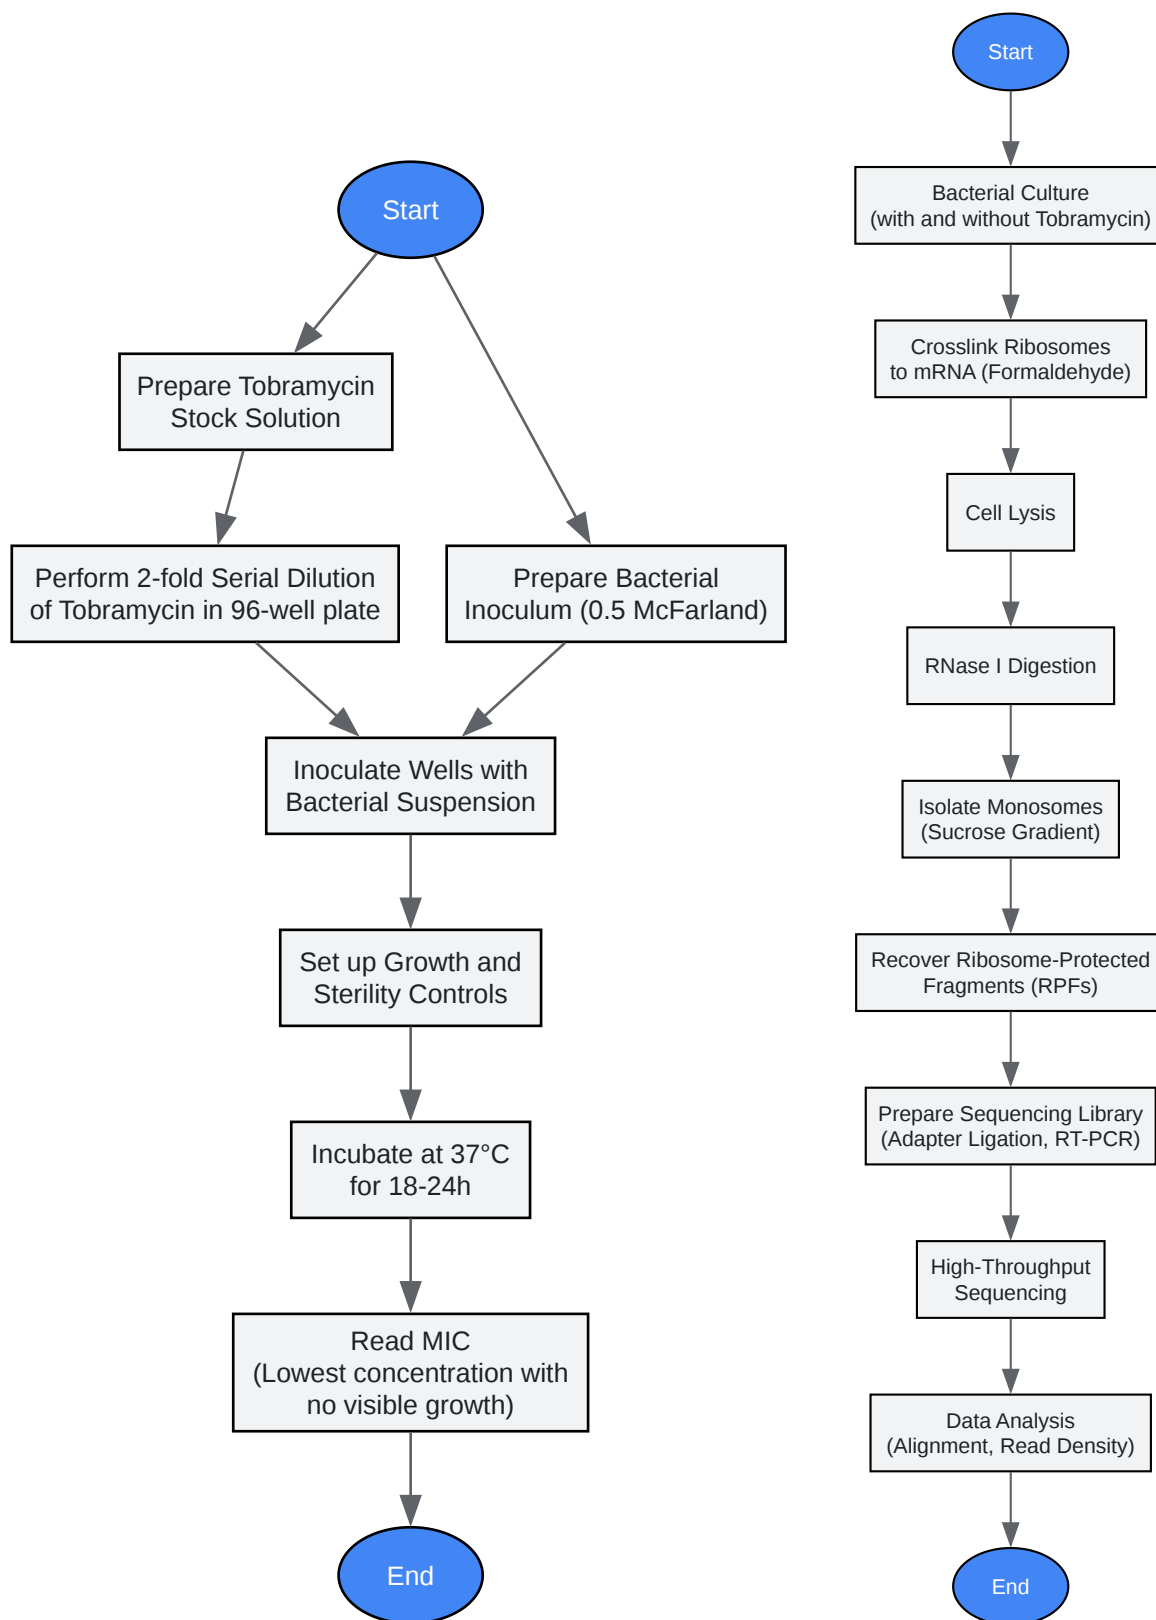 Start
Prepare Tobramycin
Stock Solution
Perform 2-fold Serial Dilution
of Tobramycin in 96-well plate
Prepare Bacterial
Inoculum (0.5 McFarland)
Inoculate Wells with
Bacterial Suspension
Set up Growth and
Sterility Controls
Incubate at 37°C
for 18-24h
Read MIC
(Lowest concentration with
no visible growth)
End
Start
Bacterial Culture
(with and without Tobramycin)
Crosslink Ribosomes
to mRNA (Formaldehyde)
Cell Lysis
RNase I Digestion
Isolate Monosomes
(Sucrose Gradient)
Recover Ribosome-Protected
Fragments (RPFs)
Prepare Sequencing Library
(Adapter Ligation, RT-PCR)
High-Throughput
Sequencing
Data Analysis
(Alignment, Read Density)
End